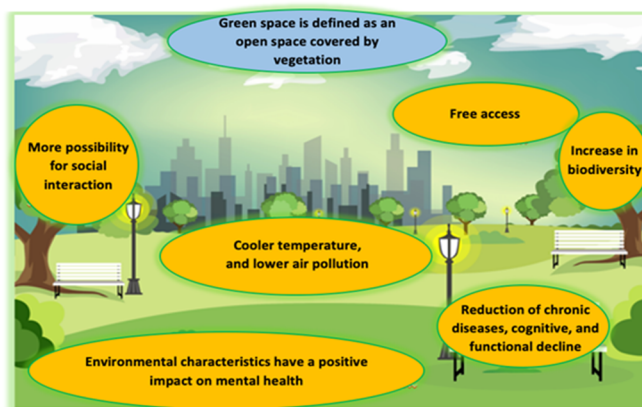 Green space is defined as an
open space covered by
vegetation
Free access
More possibility
for social
interaction
Increase in
biodiversity
Cooler temperature,
and lower air pollution
Reduction of chronic
diseases, cognitive, and
functional decline
Environmental characteristics have a positive
impact on mental health